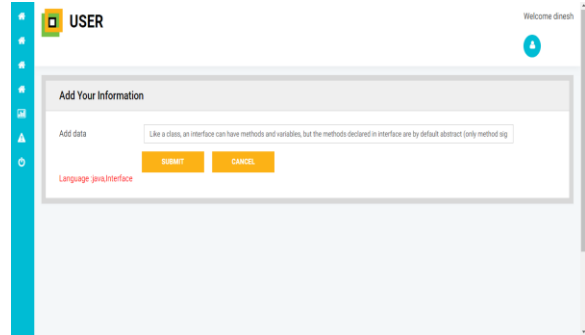 USER
Welcome dinesh
Add Your Information
Add data
Like a class, an interface can have methods and variables, but the methods declared in interface are by default abstract (only method sig
SUBMIT
CANCEL
Language :java,Interface